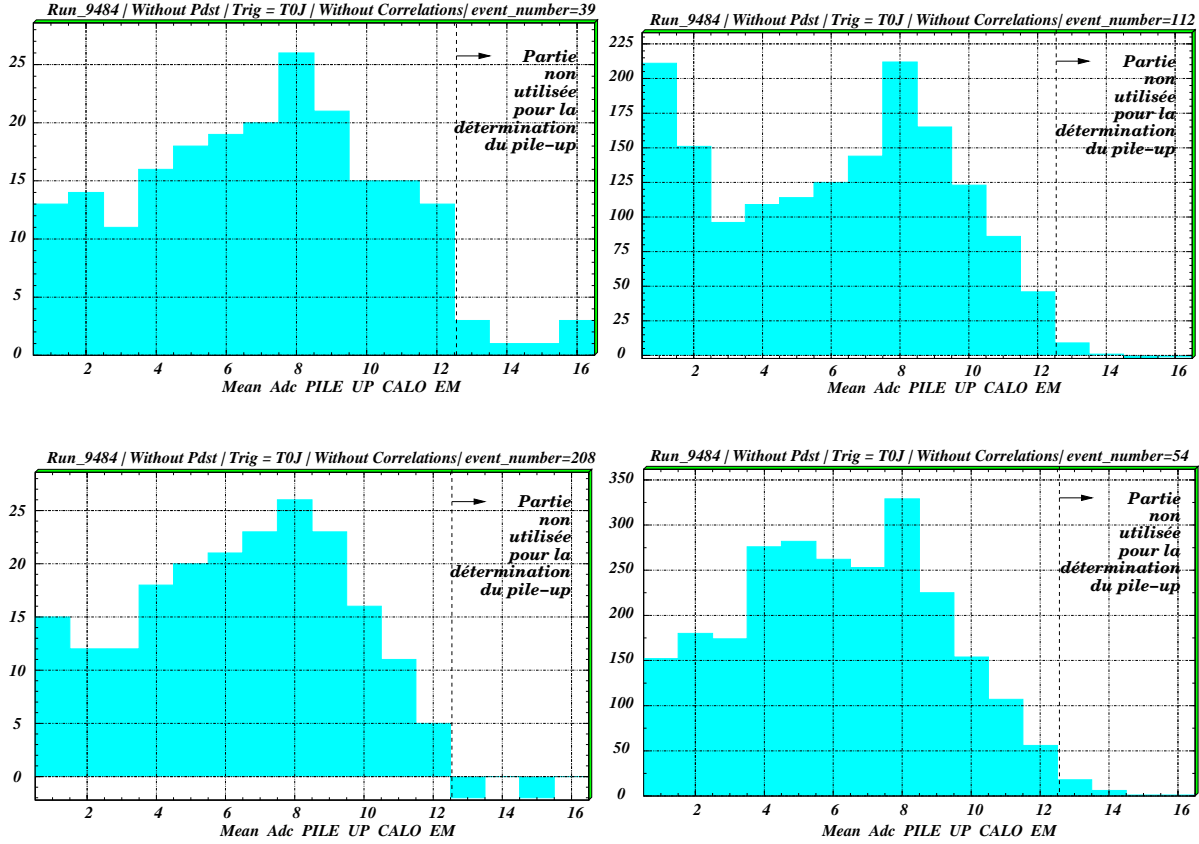 Run_9484 | Without Pdst | Trig = T0J | Without Correlations| event_number=39
25
20
15
10
5
0
Partie
non
utilisée
pour la
détermination
du pile-up
2 4 6 8 10 12 14 16
Mean Adc PILE UP CALO EM
Run_9484 | Without Pdst | Trig = T0J | Without Correlations| event_number=112
225
200
175
150
125
100
75
50
25
0
Partie
non
utilisée
pour la
détermination
du pile-up
2 4 6 8 10 12 14 16
Mean Adc PILE UP CALO EM
Run_9484 | Without Pdst | Trig = T0J | Without Correlations| event_number=208
25
20
15
10
5
0
Partie
non
utilisée
pour la
détermination
du pile-up
2 4 6 8 10 12 14 16
Mean Adc PILE UP CALO EM
Run_9484 | Without Pdst | Trig = T0J | Without Correlations| event_number=54
350
300
250
200
150
100
50
0
Partie
non
utilisée
pour la
détermination
du pile-up
2 4 6 8 10 12 14 16
Mean Adc PILE UP CALO EM